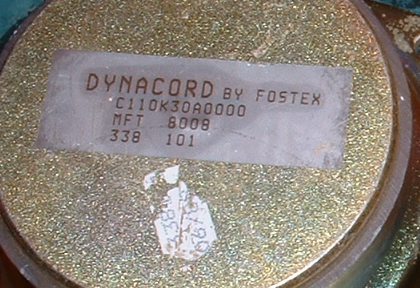 DYNACORD BY FOSTEX
C110K30A0000
MFT 8008
338 101